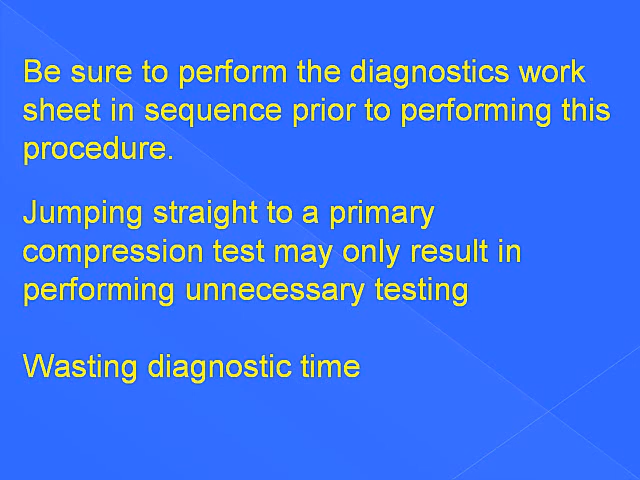 Be sure to perform the diagnostics work
sheet in sequence prior to performing this
procedure.
Jumping straight to a primary
compression test may only result in
performing unnecessary testing
Wasting diagnostic time